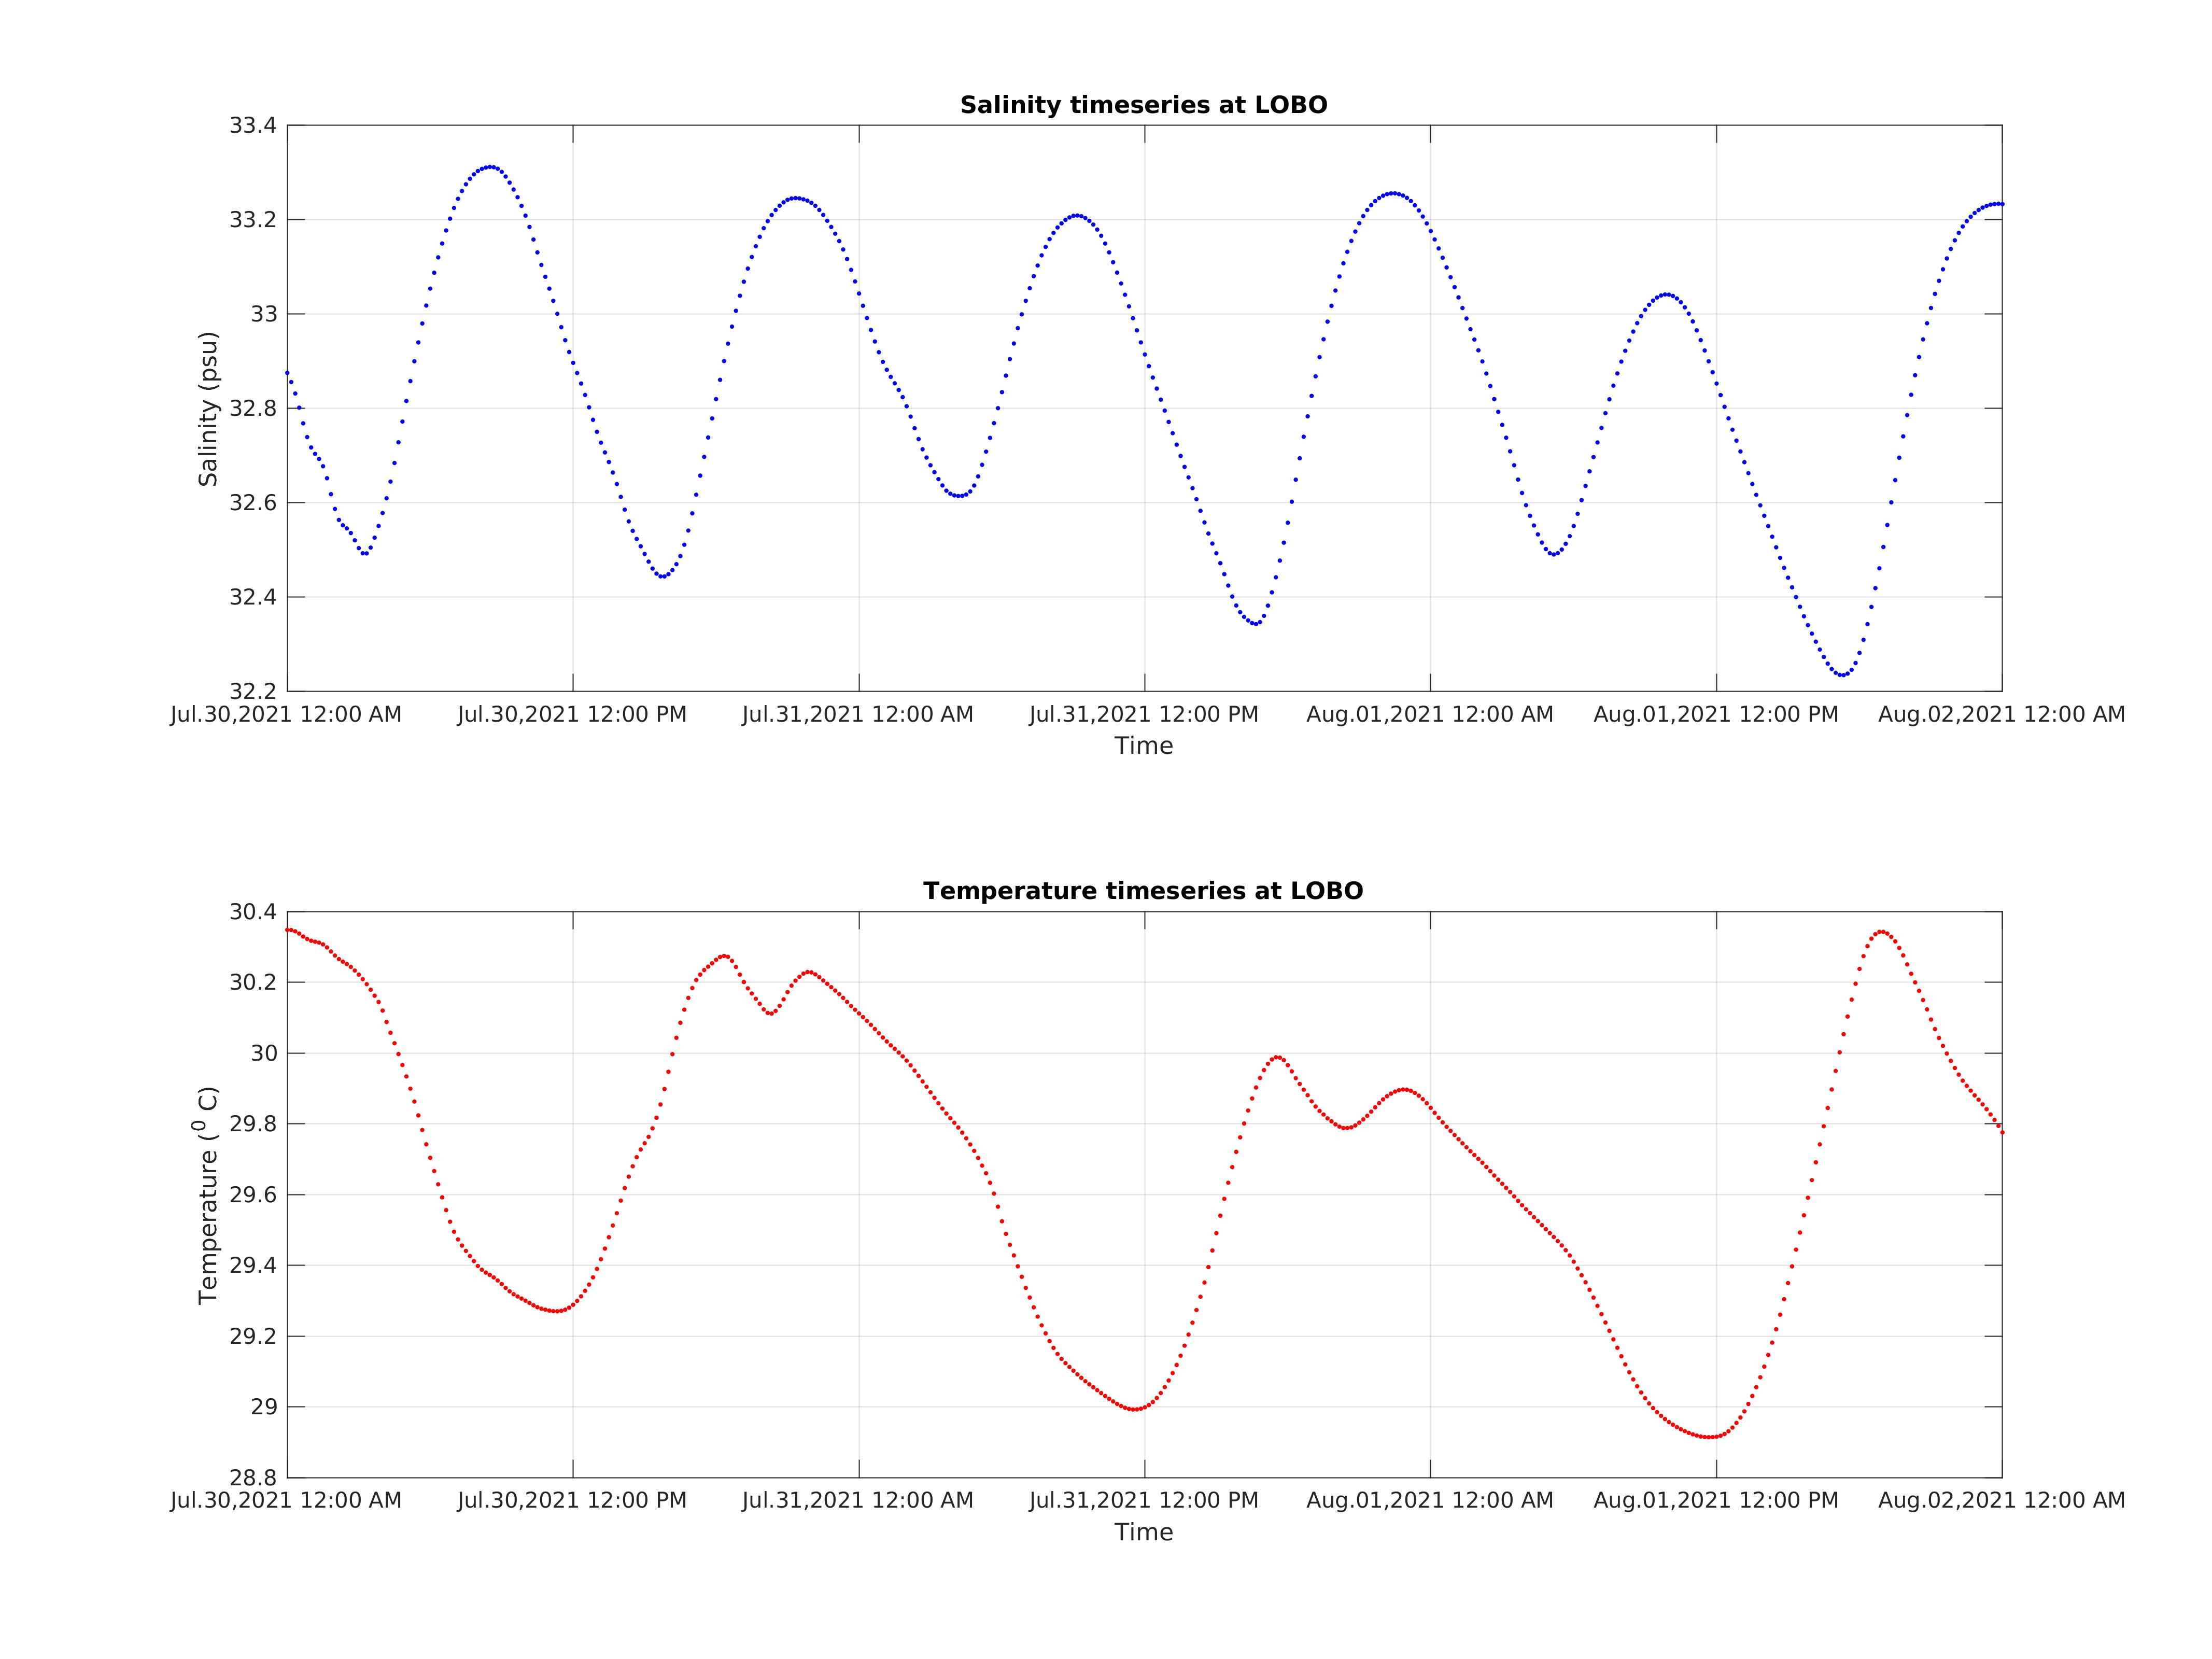 Salinity timeseries at LOBO
33.4
33.2
33
32.8
32.6
32.4
32.2
Salinity (psu)
Jul.30,2021 12:00 AM Jul.30,2021 12:00 PM Jul.31,2021 12:00 AM Jul.31,2021 12:00 PM Aug.01,2021 12:00 AM Aug.01,2021 12:00 PM Aug.02,2021 12:00 AM
Time
Temperature timeseries at LOBO
30.4
30.2
30
29.8
29.6
29.4
29.2
29
28.8
Temperature (⁰ C)
Jul.30,2021 12:00 AM Jul.30,2021 12:00 PM Jul.31,2021 12:00 AM Jul.31,2021 12:00 PM Aug.01,2021 12:00 AM Aug.01,2021 12:00 PM Aug.02,2021 12:00 AM
Time